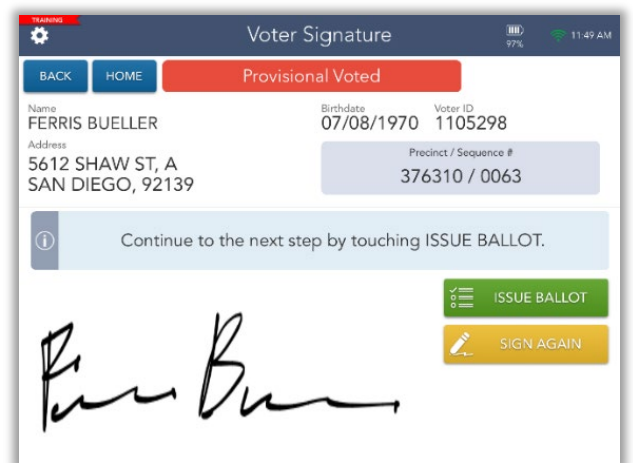 TRAINING
Voter Signature
97%
11:49 AM
BACK
HOME
Provisional Voted
Name
FERRIS BUELLER
Birthdate
07/08/1970
Voter ID
1105298
Address
5612 SHAW ST, A
SAN DIEGO, 92139
Precinct / Sequence #
376310 / 0063
Continue to the next step by touching ISSUE BALLOT.
ISSUE BALLOT
SIGN AGAIN